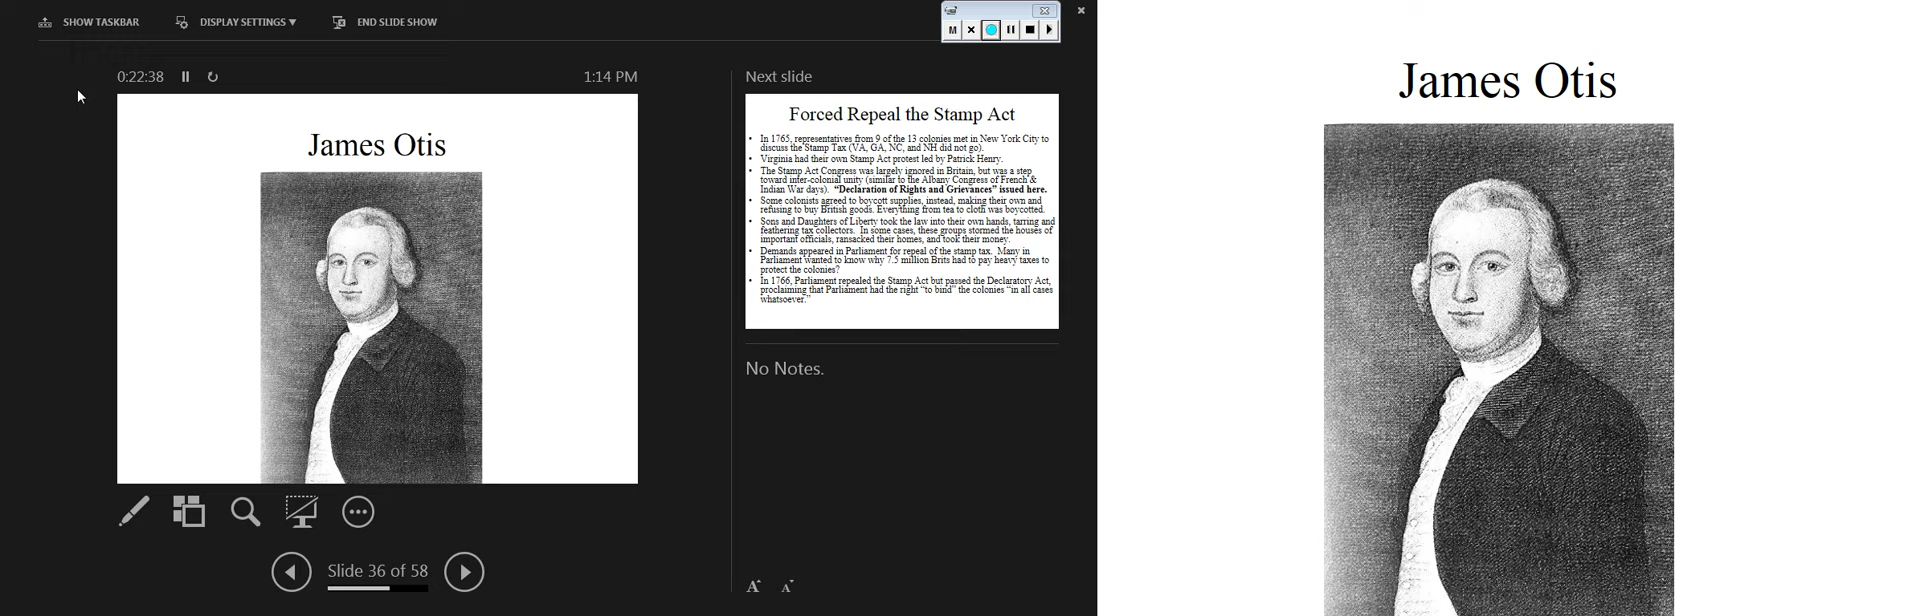 SHOW TASKBAR
DISPLAY SETTINGS
END SLIDE SHOW
M
0:22:38
1:14 PM
Next slide
James Otis
Forced Repeal the Stamp Act
• In 1765, representatives from 9 of the 13 colonies met in New York City to
discuss the Stamp Tax (VA, GA, NC, and NH did not go).
• Virginia had their own Stamp Act protest led by Patrick Henry.
• The Stamp Act Congress was largely ignored in Britain, but was a step
toward inter-colonial unity (similar to the Albany Congress of French &
Indian War days). “Declaration of Rights and Grievances” issued here.
• Some colonists agreed to boycott supplies, instead, making their own and
refusing to buy British goods. Everything from tea to cloth was boycotted.
• Sons and Daughters of Liberty took the law into their own hands, tarring and
feathering tax collectors. In some cases, these groups stormed the houses of
important officials, ransacked their homes, and took their money.
• Demands appeared in Parliament for repeal of the stamp tax. Many in
Parliament wanted to know why 7.5 million Brits had to pay heavy taxes to
protect the colonies?
• In 1766, Parliament repealed the Stamp Act but passed the Declaratory Act,
proclaiming that Parliament had the right “to bind” the colonies “in all cases
whatsoever.”
No Notes.
Slide 36 of 58
A A
James Otis